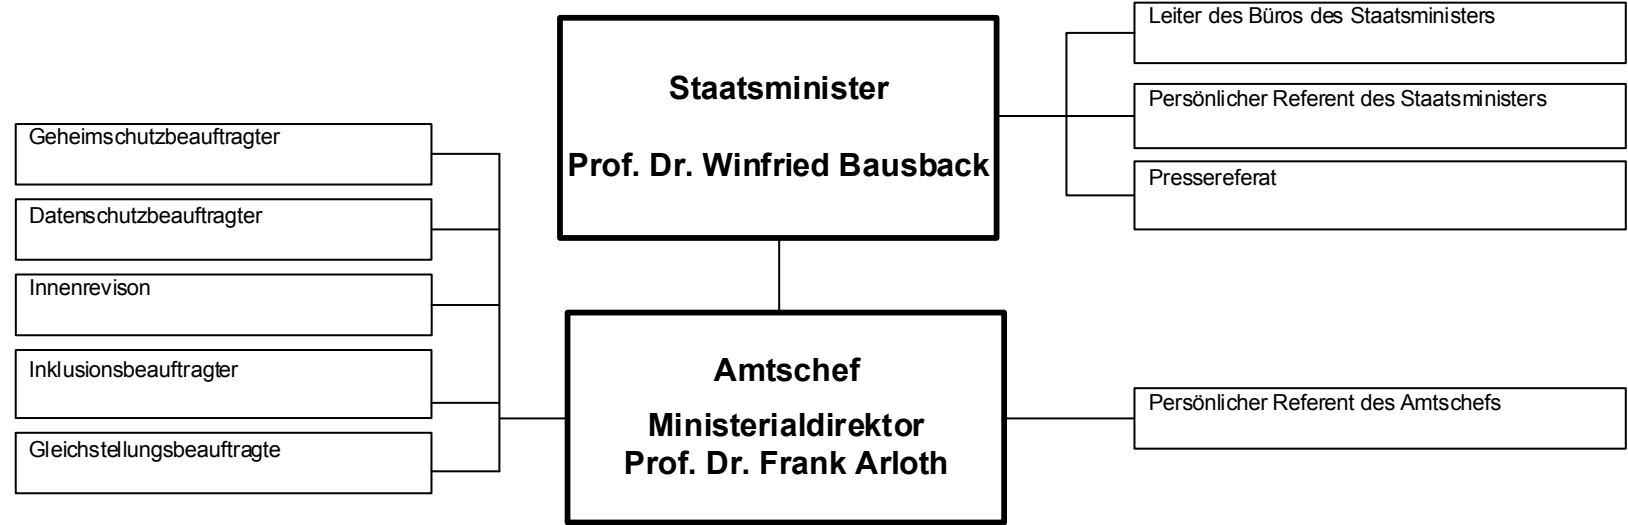 Leiter des Büros des Staatsministers
Staatsminister
Prof. Dr. Winfried Bausback
Persönlicher Referent des Staatsministers
Pressereferat
Geheimschutzbeauftragter
Datenschutzbeauftragter
Innenrevison
Inklusionsbeauftragter
Gleichstellungsbeauftragte
Amtschef
Ministerialdirektor
Prof. Dr. Frank Arloth
Persönlicher Referent des Amtschefs